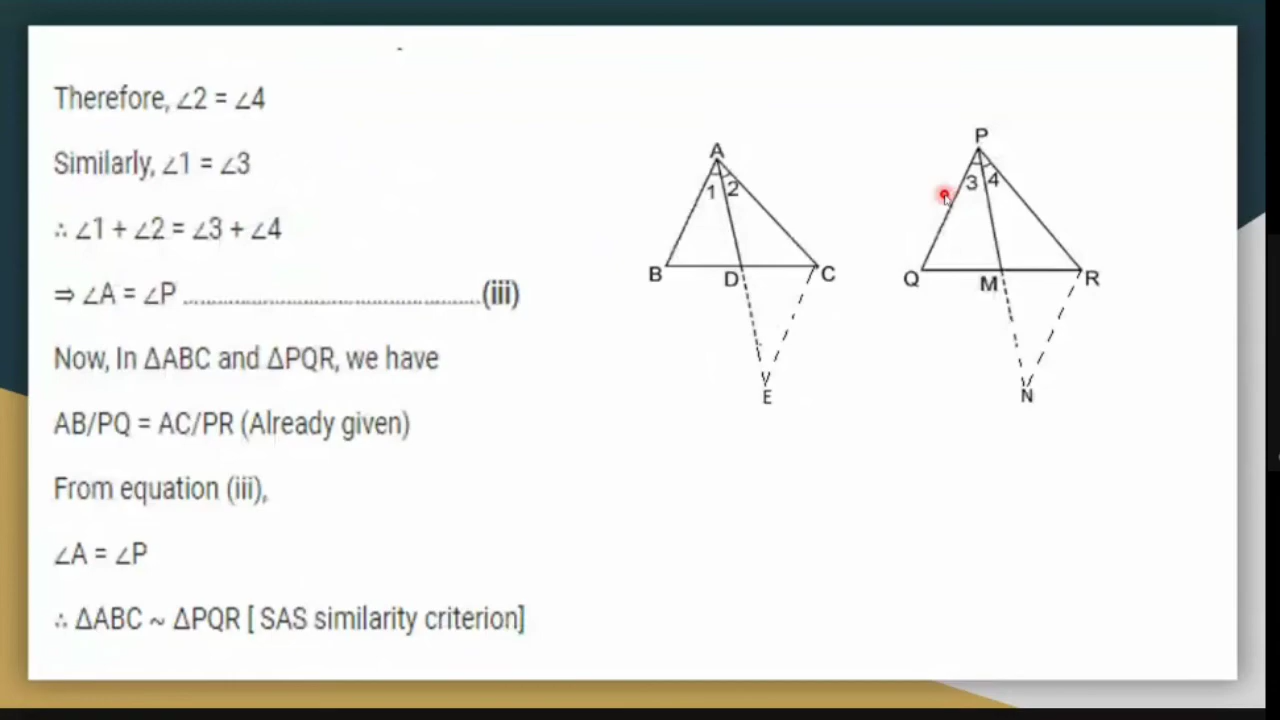 Therefore, ∠2 = ∠4
Similarly, ∠1 = ∠3
∴ ∠1 + ∠2 = ∠3 + ∠4
⇒ ∠A = ∠P ................................................(iii)
Now, In ΔABC and ΔPQR, we have
AB/PQ = AC/PR (Already given)
From equation (iii),
∠A = ∠P
∴ ΔABC ~ ΔPQR [ SAS similarity criterion]
A
1 2
B D C
E
P
3 4
Q M R
N